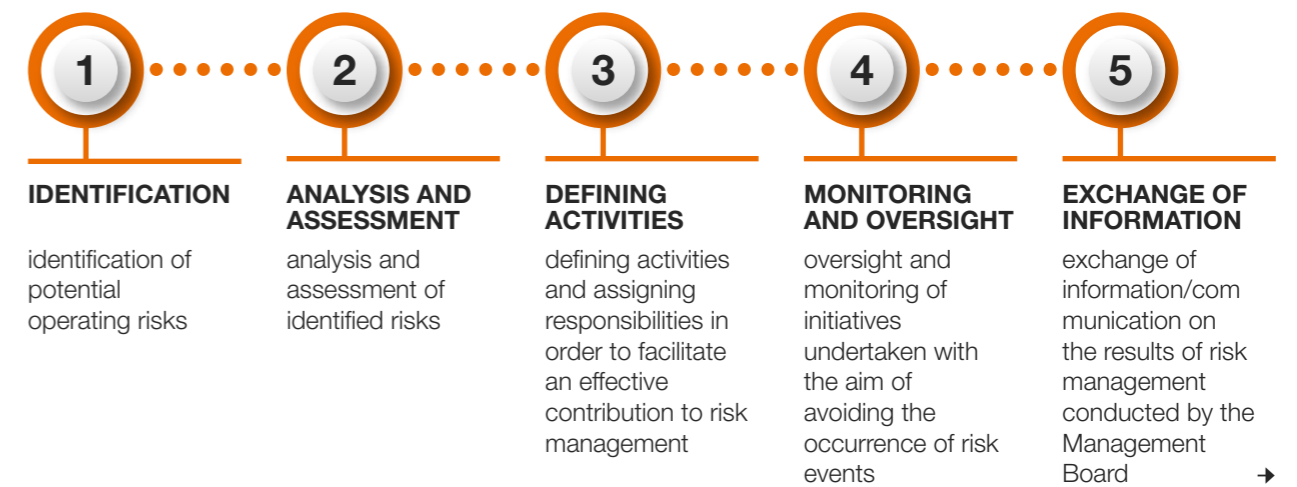 1
IDENTIFICATION
identification of
potential
operating risks
2
ANALYSIS AND
ASSESSMENT
analysis and
assessment of
identified risks
3
DEFINING
ACTIVITIES
defining activities
and assigning
responsibilities in
order to facilitate
an effective
contribution to risk
management
4
MONITORING
AND OVERSIGHT
oversight and
monitoring of
initiatives
undertaken with
the aim of
avoiding the
occurrence of risk
events
5
EXCHANGE OF
INFORMATION
exchange of
information/com
munication on
the results of risk
management
conducted by the
Management
Board